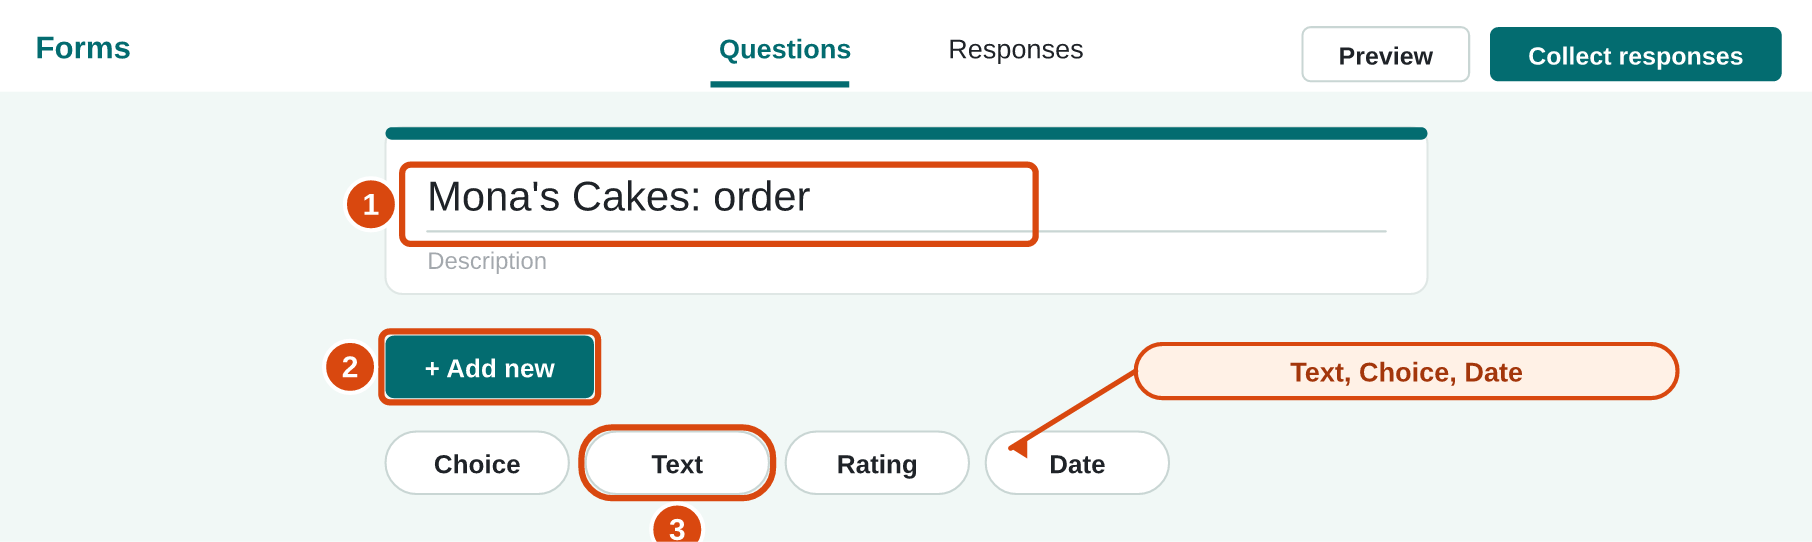 Forms
Questions
Responses
Preview
Collect responses
1
Mona's Cakes: order
Description
2
+ Add new
Text, Choice, Date
Choice
Text
Rating
Date
3